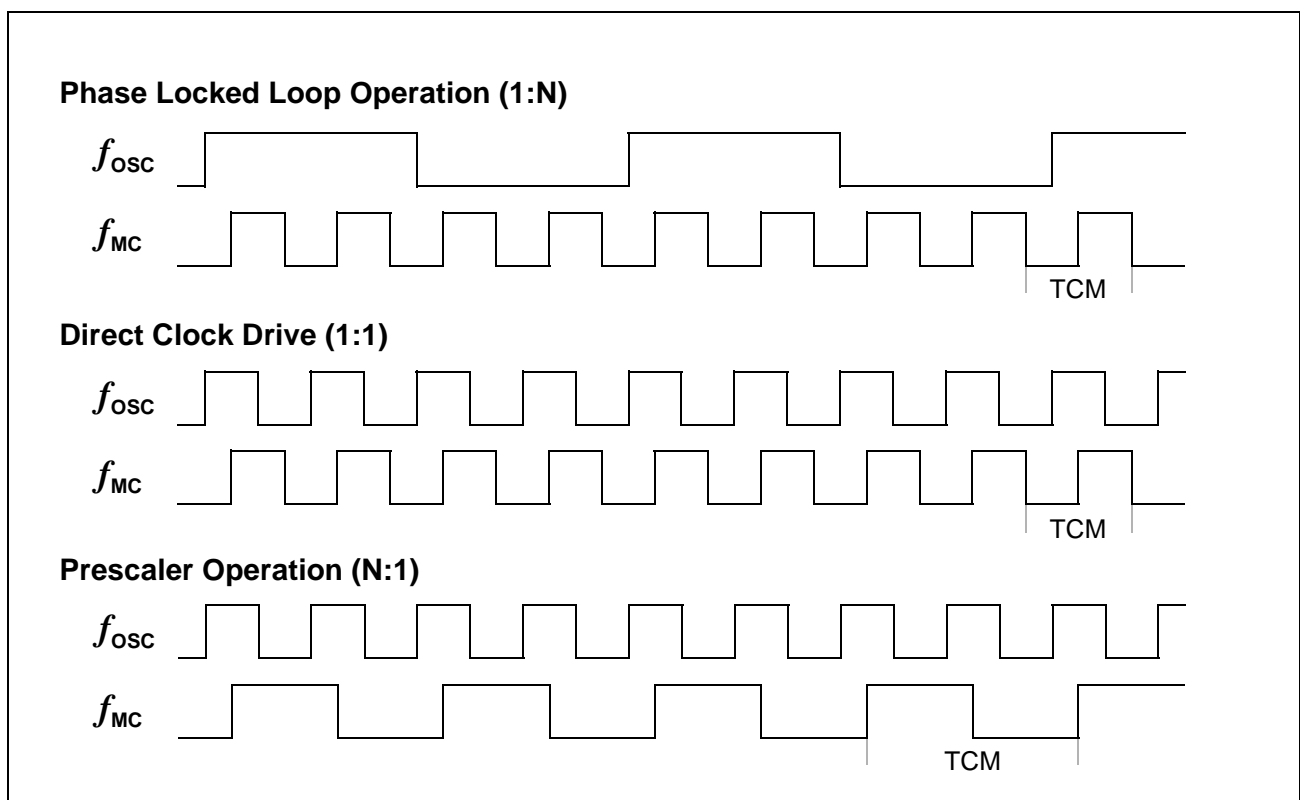 Phase Locked Loop Operation (1:N)
fOSC
fMC
TCM
Direct Clock Drive (1:1)
fOSC
fMC
TCM
Prescaler Operation (N:1)
fOSC
fMC
TCM